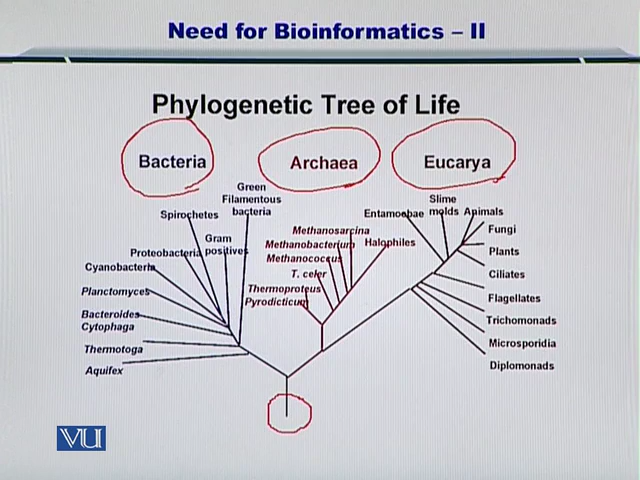 Need for Bioinformatics – II
Phylogenetic Tree of Life
Bacteria
Archaea
Eucarya
Green
Filamentous
bacteria
Spirochetes
Gram
positives
Proteobacteria
Cyanobacteria
Planctomyces
Bacteroides
Cytophaga
Thermotoga
Aquifex
Methanosarcina
Methanobacterium
Halophiles
Methanococcus
T. celer
Thermoproteus
Pyrodicticum
Entamoebae
Slime
molds
Animals
Fungi
Plants
Ciliates
Flagellates
Trichomonads
Microsporidia
Diplomonads
VU